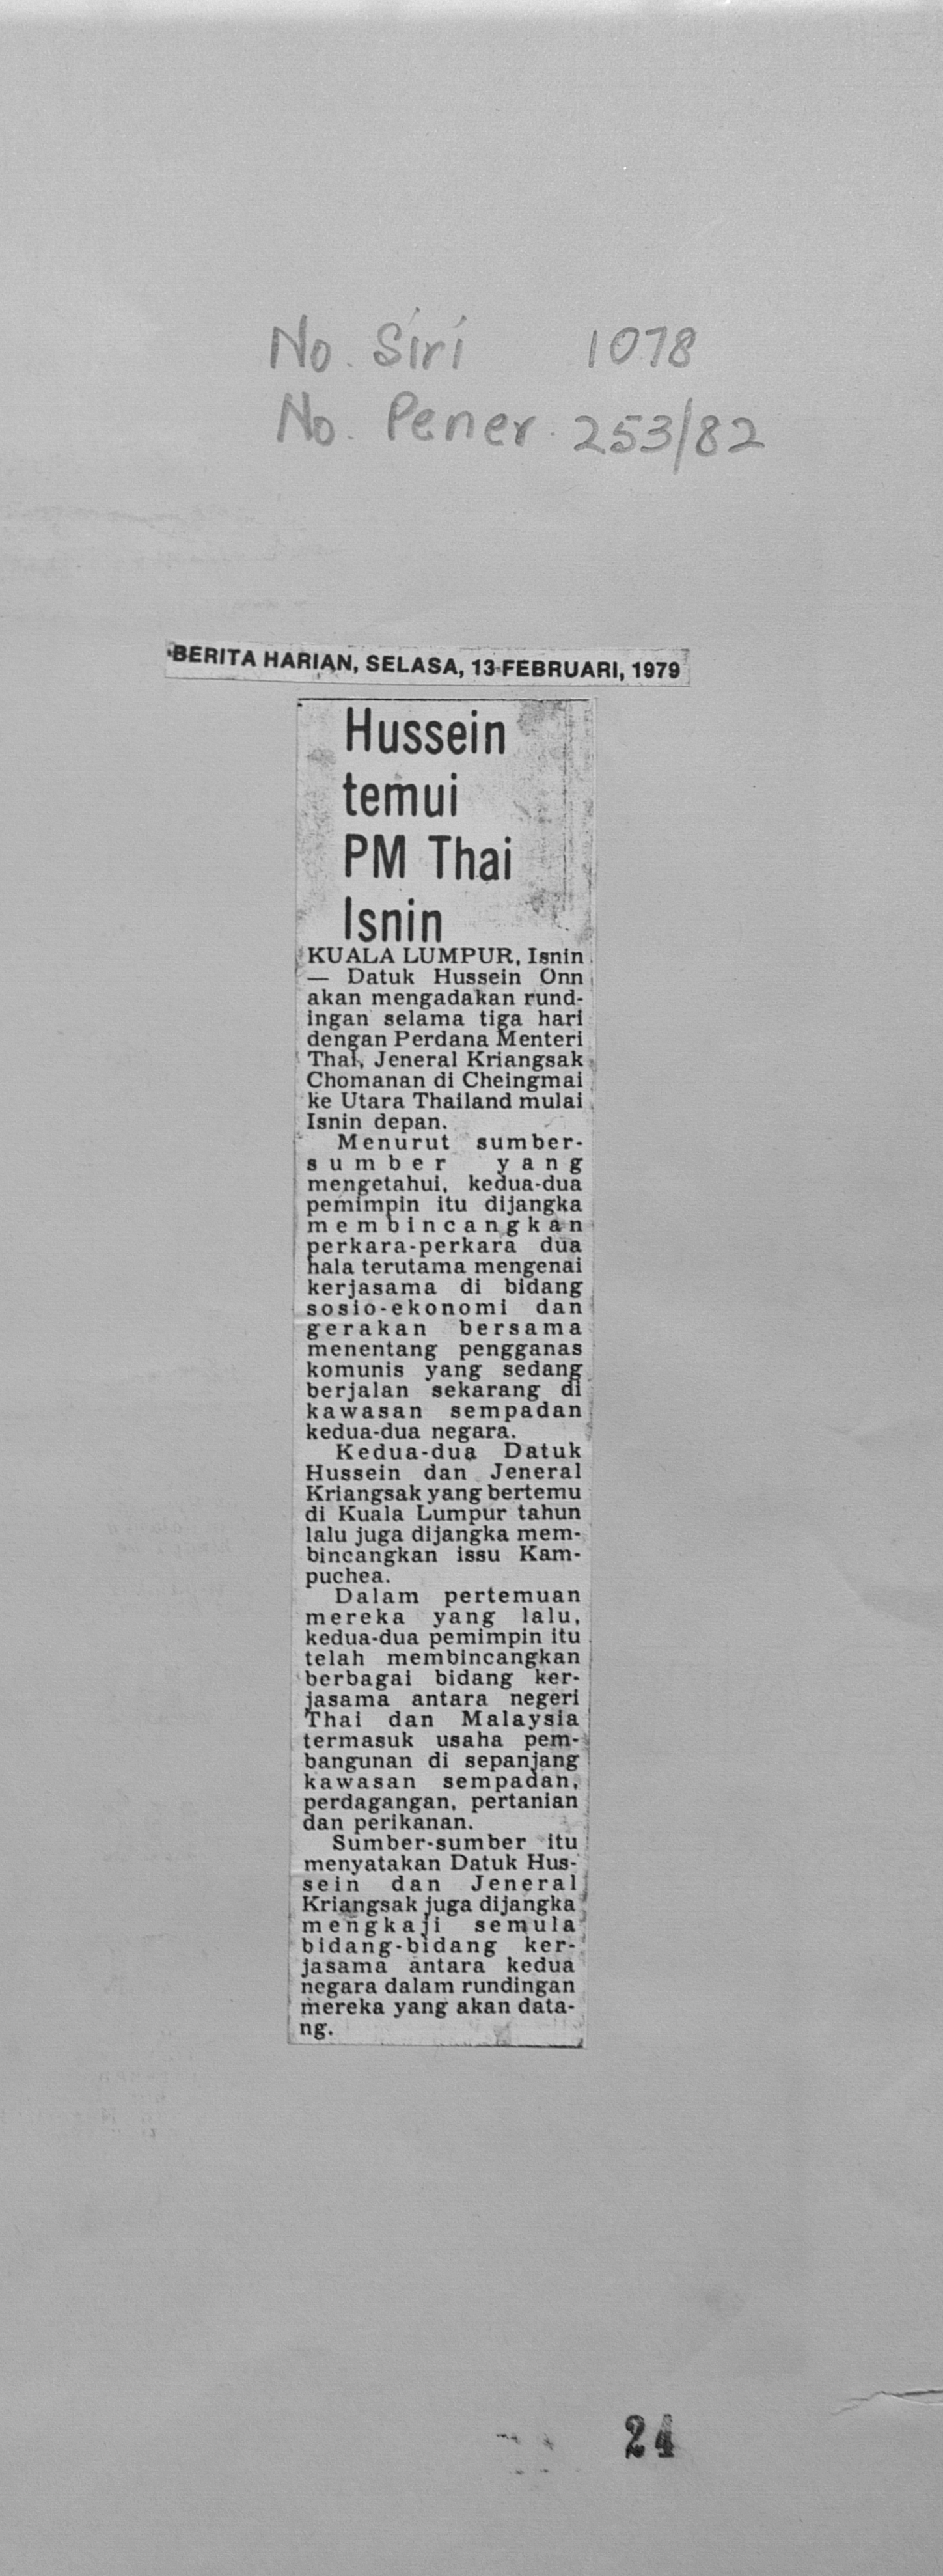 No. Siri 1078
No. Pener. 253/82
BERITA HARIAN, SELASA, 13 FEBRUARI, 1979
Hussein
temui
PM Thai
Isnin
KUALA LUMPUR, Isnin
— Datuk Hussein Onn
akan mengadakan rund-
ingan selama tiga hari
dengan Perdana Menteri
Thai, Jeneral Kriangsak
Chomanan di Cheingmai
ke Utara Thailand mulai
Isnin depan.
Menurut sumber-
sumber yang
mengetahui, kedua-dua
pemimpin itu dijangka
membincangkan
perkara-perkara dua
hala terutama mengenai
kerjasama di bidang
sosio-ekonomi dan
gerakan bersama
menentang pengganas
komunis yang sedang
berjalan sekarang di
kawasan sempadan
kedua-dua negara.
Kedua-dua Datuk
Hussein dan Jeneral
Kriangsak yang bertemu
di Kuala Lumpur tahun
lalu juga dijangka mem-
bincangkan issu Kam-
puchea.
Dalam pertemuan
mereka yang lalu,
kedua-dua pemimpin itu
telah membincangkan
berbagai bidang ker-
jasama antara negeri
Thai dan Malaysia
termasuk usaha pem-
bangunan di sepanjang
kawasan sempadan,
perdagangan, pertanian
dan perikanan.
Sumber-sumber itu
menyatakan Datuk Hus-
sein dan Jeneral
Kriangsak juga dijangka
mengkaji semula
bidang-bidang ker-
jasama antara kedua
negara dalam rundingan
mereka yang akan data-
ng.
24